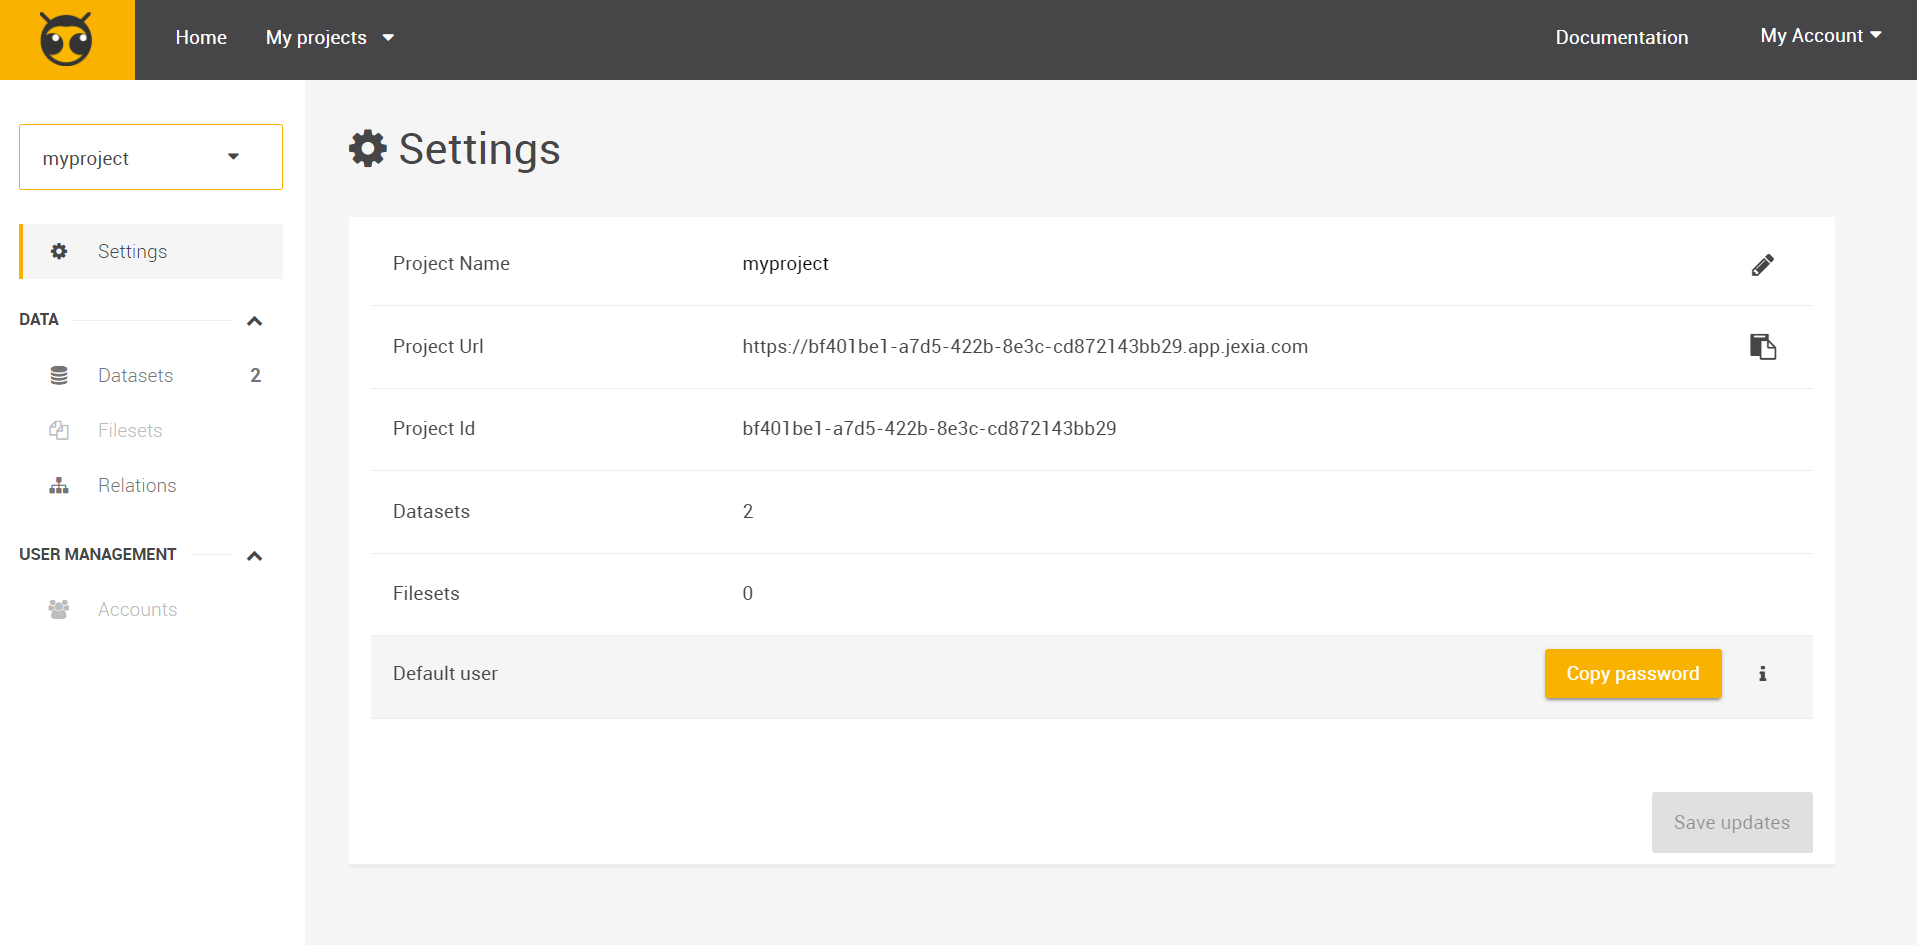 Home
My projects
Documentation
My Account
myproject
Settings
DATA
Datasets 2
Filesets
Relations
USER MANAGEMENT
Accounts
Settings
Project Name myproject
Project Url https://bf401be1-a7d5-422b-8e3c-cd872143bb29.app.jexia.com
Project Id bf401be1-a7d5-422b-8e3c-cd872143bb29
Datasets 2
Filesets 0
Default user Copy password
Save updates